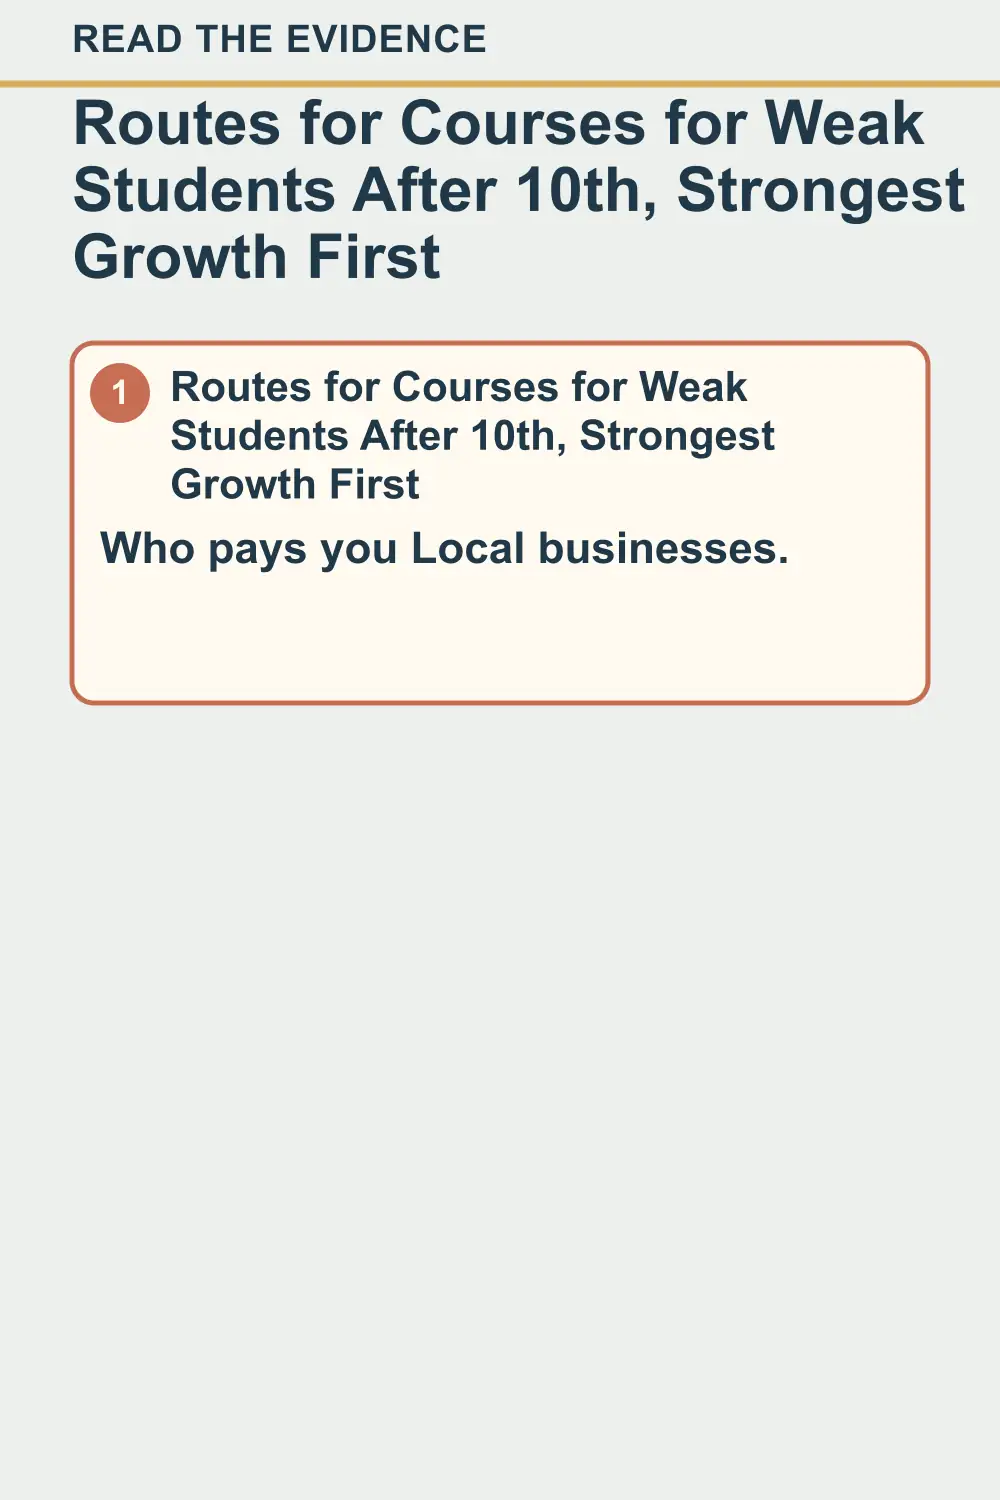 READ THE EVIDENCE
Routes for Courses for Weak
Students After 10th, Strongest
Growth First
1
Routes for Courses for Weak
Students After 10th, Strongest
Growth First
Who pays you Local businesses.